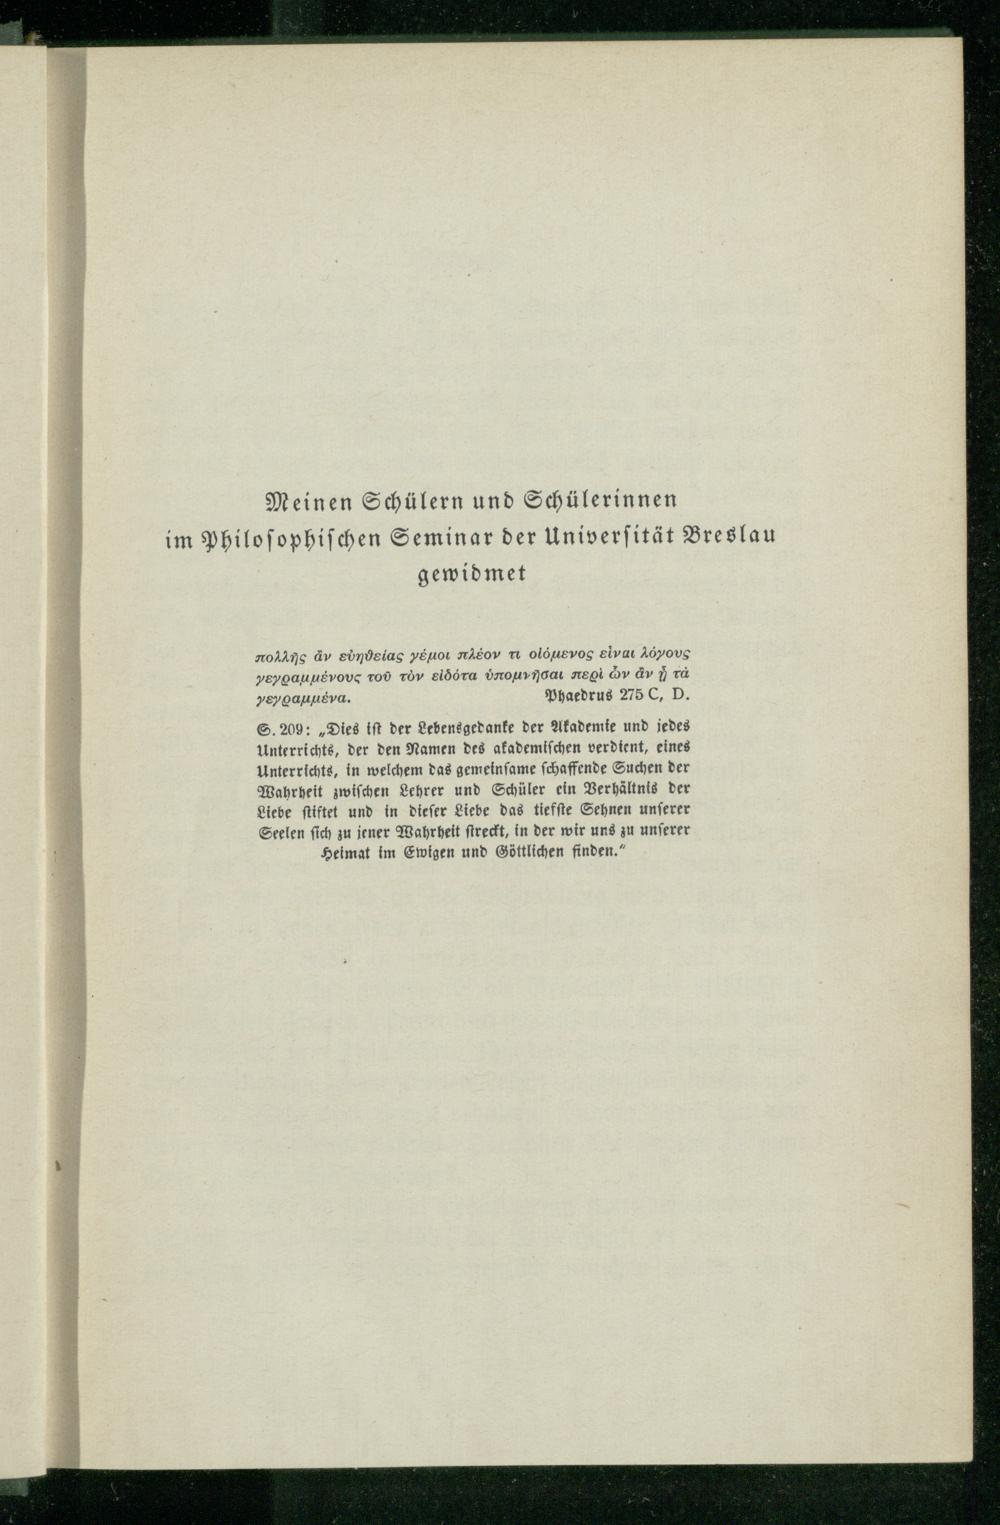 Meinen Schülern und Schülerinnen
im Philosophischen Seminar der Universität Breslau
gewidmet
πολλῆς ἂν εὐηθείας γέμοι πλέον τι οἰόμενος εἶναι λόγους
γεγραμμένους τοῦ τὸν εἰδότα ὑπομνῆσαι περὶ ὧν ἂν ᾖ τὰ
γεγραμμένα. Phaedrus 275 C, D.
S. 209: „Dies ist der Lebensgedanke der Akademie und jedes
Unterrichts, der den Namen des akademischen verdient, eines
Unterrichts, in welchem das gemeinsame schaffende Suchen der
Wahrheit zwischen Lehrer und Schüler ein Verhältnis der
Liebe stiftet und in dieser Liebe das tiefste Sehnen unserer
Seelen sich zu jener Wahrheit streckt, in der wir uns zu unserer
Heimat im Ewigen und Göttlichen finden.“